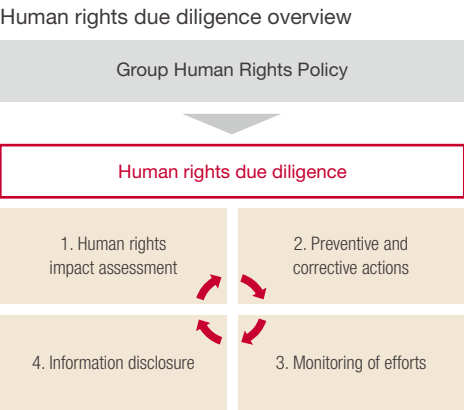 Human rights due diligence overview
Group Human Rights Policy
Human rights due diligence
1. Human rights
impact assessment
2. Preventive and
corrective actions
4. Information disclosure
3. Monitoring of efforts